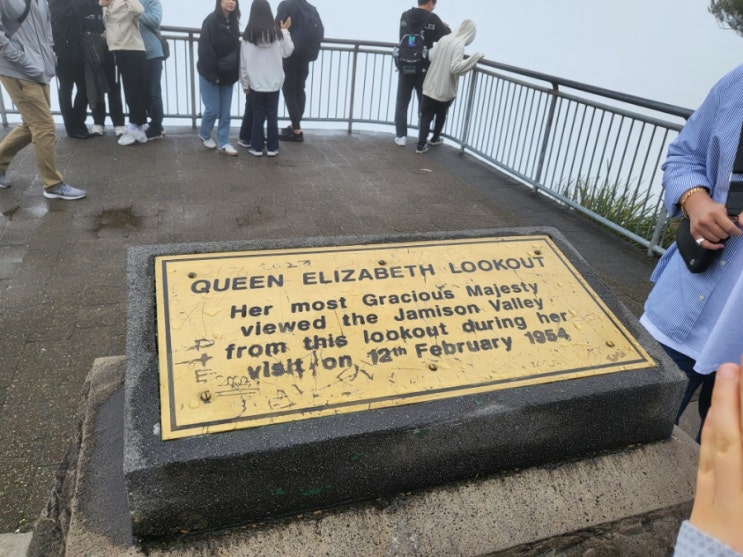 QUEEN ELIZABETH LOOKOUT
Her most Gracious Majesty
viewed the Jamison Valley
from this lookout during her
visit on 12th February 1954